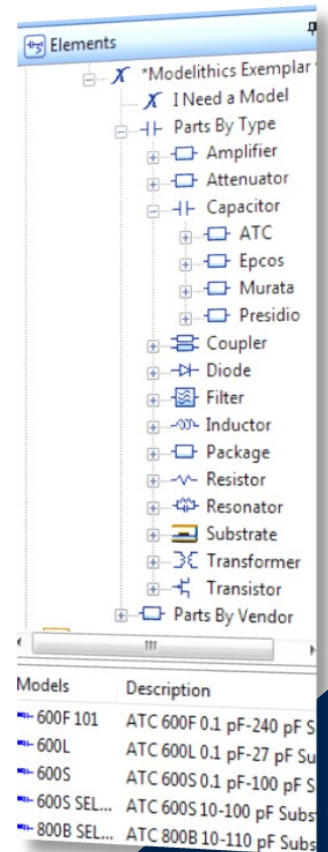 Elements
*Modelithics Exemplar
I Need a Model
Parts By Type
Amplifier
Attenuator
Capacitor
ATC
Epcos
Murata
Presidio
Coupler
Diode
Filter
Inductor
Package
Resistor
Resonator
Substrate
Transformer
Transistor
Parts By Vendor
Models Description
600F 101 ATC 600F 0.1 pF-240 pF S
600L ATC 600L 0.1 pF-27 pF Su
600S ATC 600S 0.1 pF-100 pF S
600S SEL... ATC 600S 10-100 pF Subs
800B SEL... ATC 800B 10-110 pF Subs